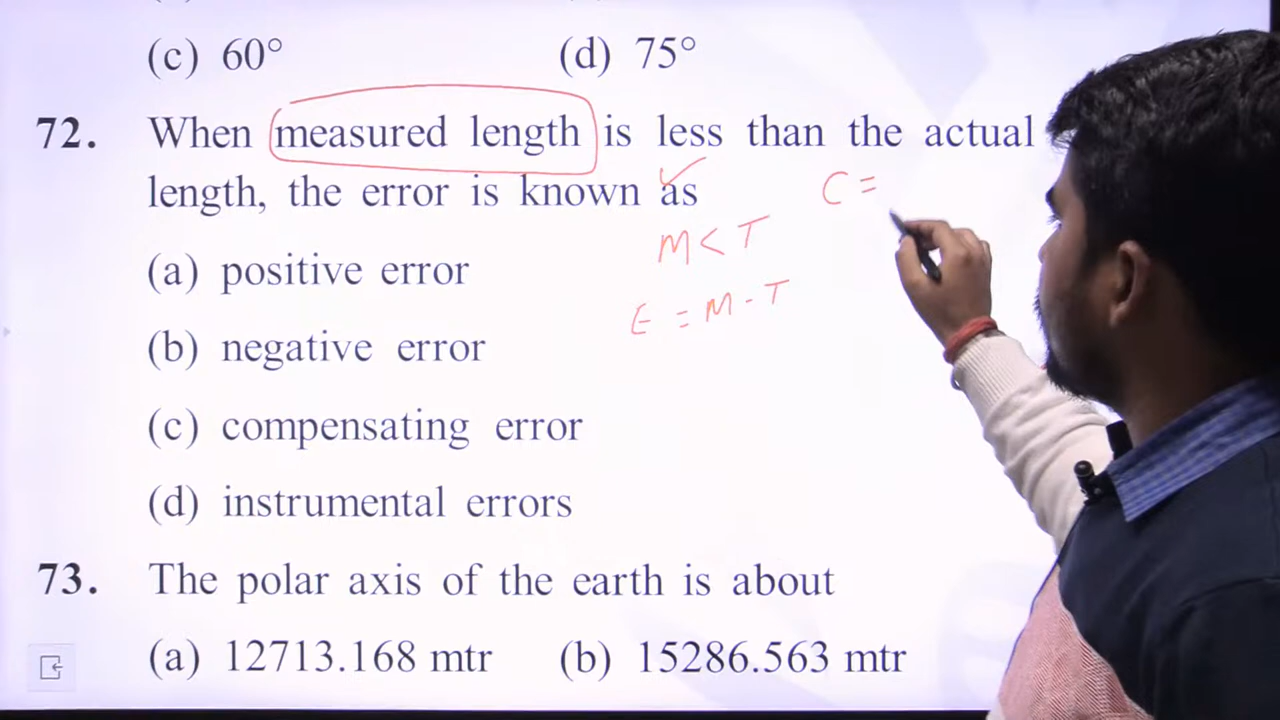 (c) 60° (d) 75°
72. When measured length is less than the actual
length, the error is known as
C =
M < T
(a) positive error
E = M - T
(b) negative error
(c) compensating error
(d) instrumental errors
73. The polar axis of the earth is about
(a) 12713.168 mtr (b) 15286.563 mtr